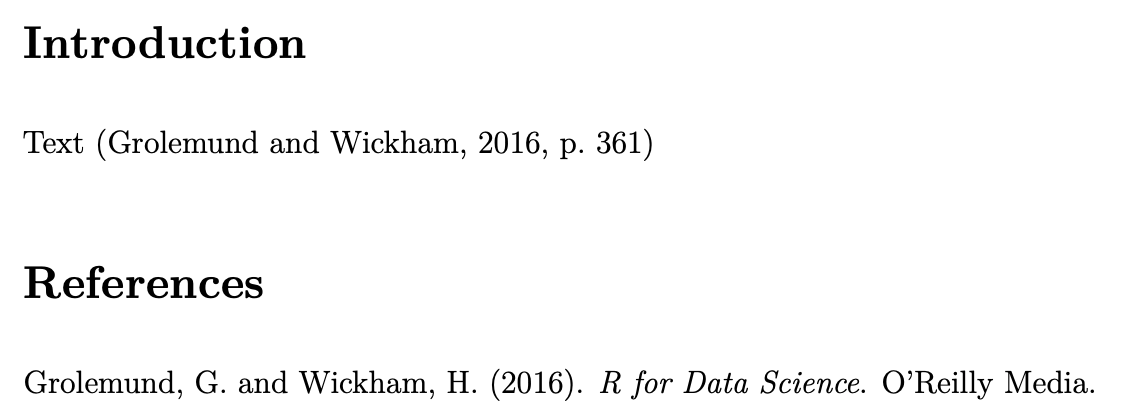 Introduction
Text (Grolemund and Wickham, 2016, p. 361)
References
Grolemund, G. and Wickham, H. (2016). R for Data Science. O’Reilly Media.